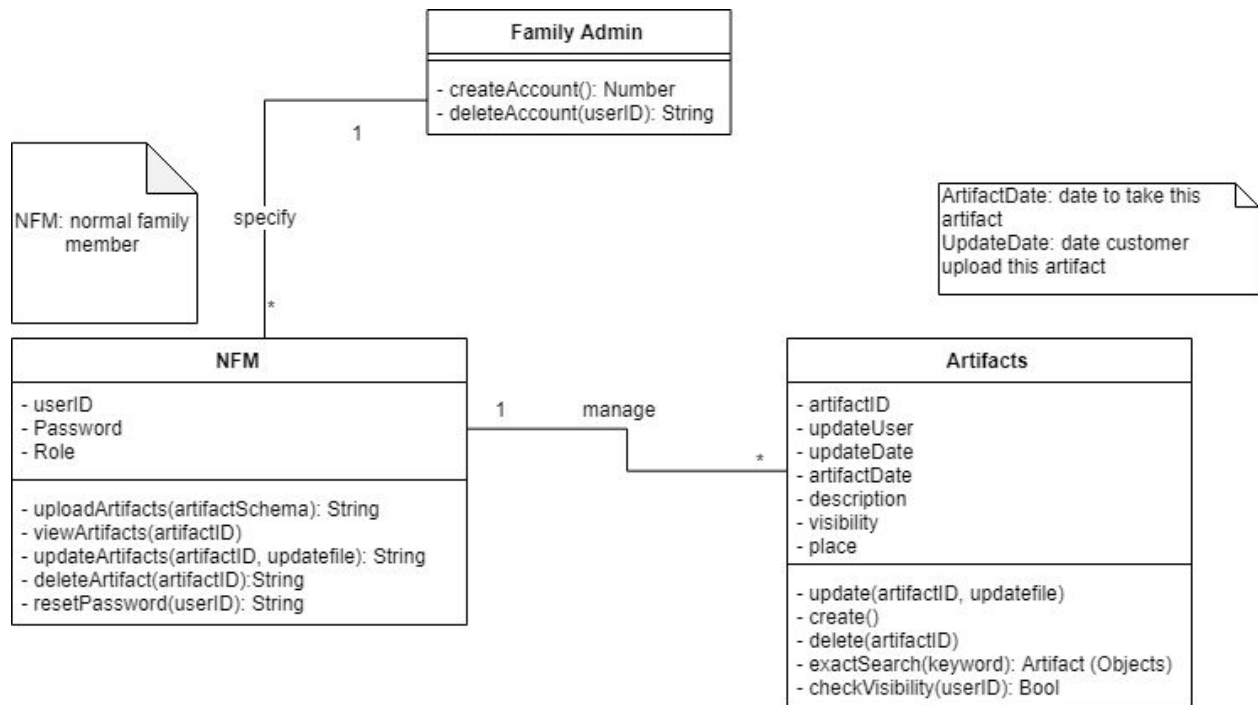 Family Admin
- createAccount(): Number
- deleteAccount(userID): String
1
specify
*
NFM: normal family
member
ArtifactDate: date to take this
artifact
UpdateDate: date customer
upload this artifact
NFM
- userID
- Password
- Role
- uploadArtifacts(artifactSchema): String
- viewArtifacts(artifactID)
- updateArtifacts(artifactID, updatefile): String
- deleteArtifact(artifactID):String
- resetPassword(userID): String
1
manage
*
Artifacts
- artifactID
- updateUser
- updateDate
- artifactDate
- description
- visibility
- place
- update(artifactID, updatefile)
- create()
- delete(artifactID)
- exactSearch(keyword): Artifact (Objects)
- checkVisibility(userID): Bool